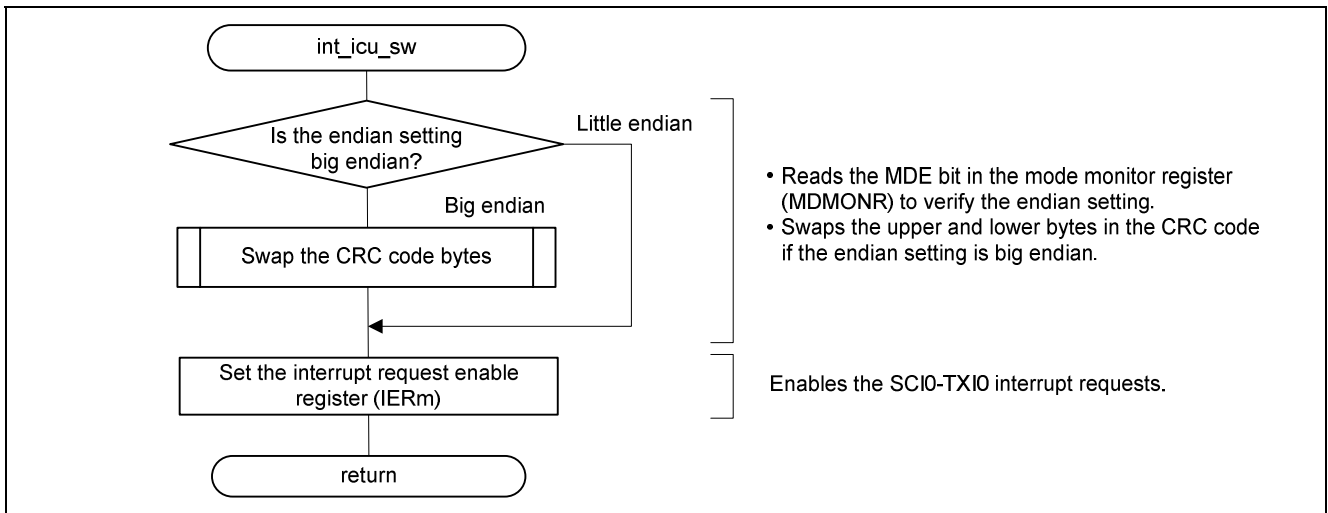 int_icu_sw
Is the endian setting
big endian?
Little endian
Big endian
Swap the CRC code bytes
• Reads the MDE bit in the mode monitor register
(MDMONR) to verify the endian setting.
• Swaps the upper and lower bytes in the CRC code
if the endian setting is big endian.
Set the interrupt request enable
register (IERm)
Enables the SCI0-TXI0 interrupt requests.
return